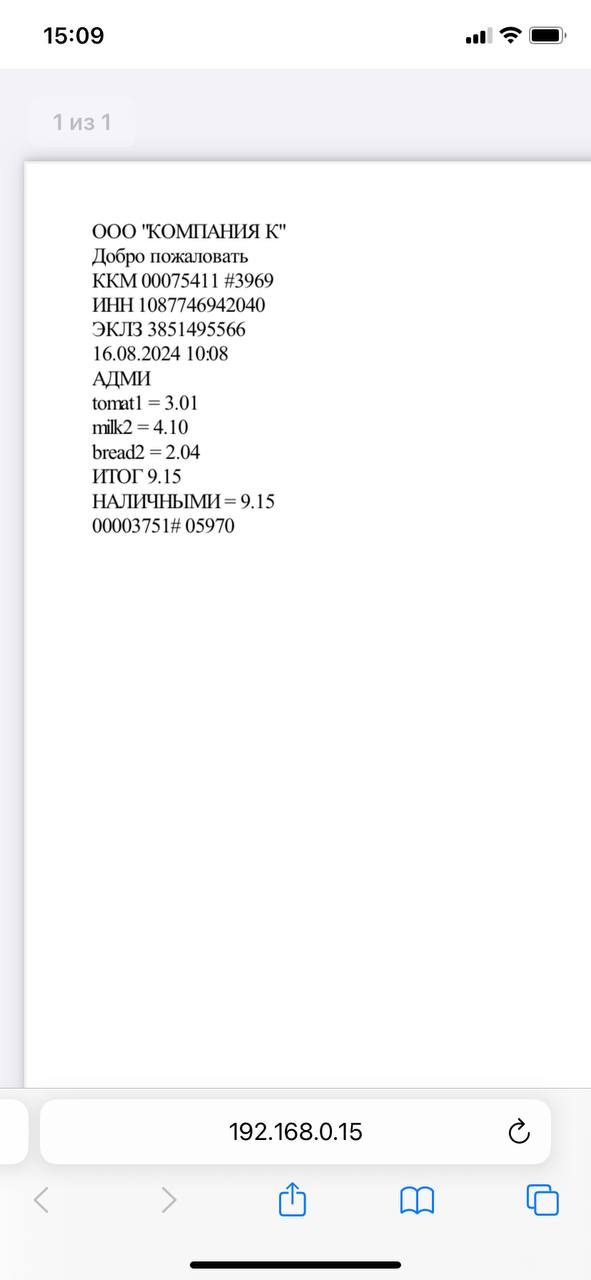 15:09
1 из 1
ООО "КОМПАНИЯ К"
Добро пожаловать
ККМ 00075411 #3969
ИНН 1087746942040
ЭКЛЗ 3851495566
16.08.2024 10:08
АДМИ
tomat1 = 3.01
milk2 = 4.10
bread2 = 2.04
ИТОГ 9.15
НАЛИЧНЫМИ = 9.15
00003751# 05970
192.168.0.15